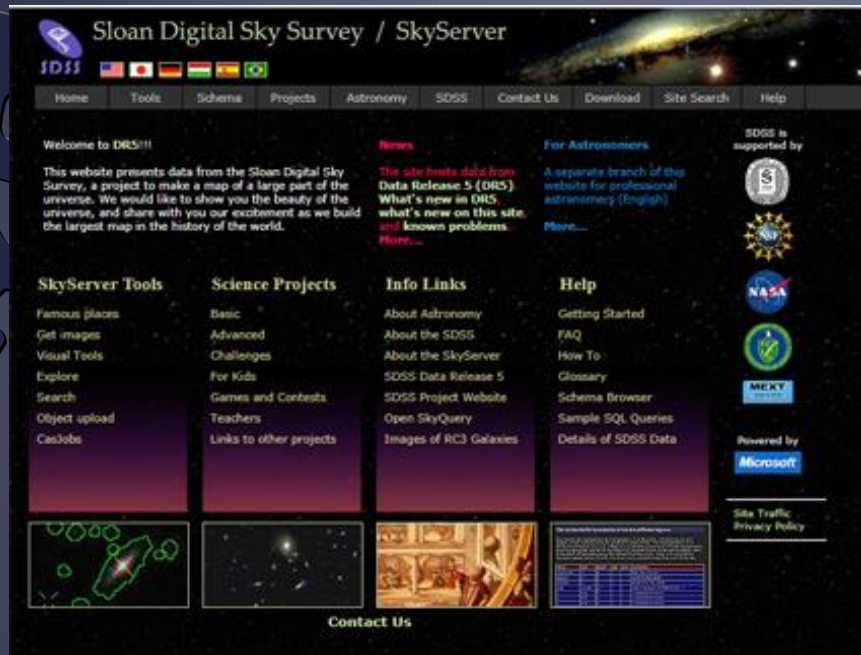 Sloan Digital Sky Survey / SkyServer
SDSS
Home Tools Schema Projects Astronomy SDSS Contact Us Download Site Search Help
Welcome to DR5!!!
This website presents data from the Sloan Digital Sky
Survey, a project to make a map of a large part of the
universe. We would like to show you the beauty of the
universe, and share with you our excitement as we build
the largest map in the history of the world.
News
The site hosts data from
Data Release 5 (DR5)
What's new in DR5,
what's new on this site,
and known problems
More...
For Astronomers
A separate branch of this
website for professional
astronomers (English)
More...
SDSS is
supported by
NSF
NASA
MEXT
Powered by
Microsoft
Site Traffic
Privacy Policy
SkyServer Tools
Famous places
Get images
Visual Tools
Explore
Search
Object upload
CasJobs
Science Projects
Basic
Advanced
Challenges
For Kids
Games and Contests
Teachers
Links to other projects
Info Links
About Astronomy
About the SDSS
About the SkyServer
SDSS Data Release 5
SDSS Project Website
Open SkyQuery
Images of RC3 Galaxies
Help
Getting Started
FAQ
How To
Glossary
Schema Browser
Sample SQL Queries
Details of SDSS Data
Contact Us